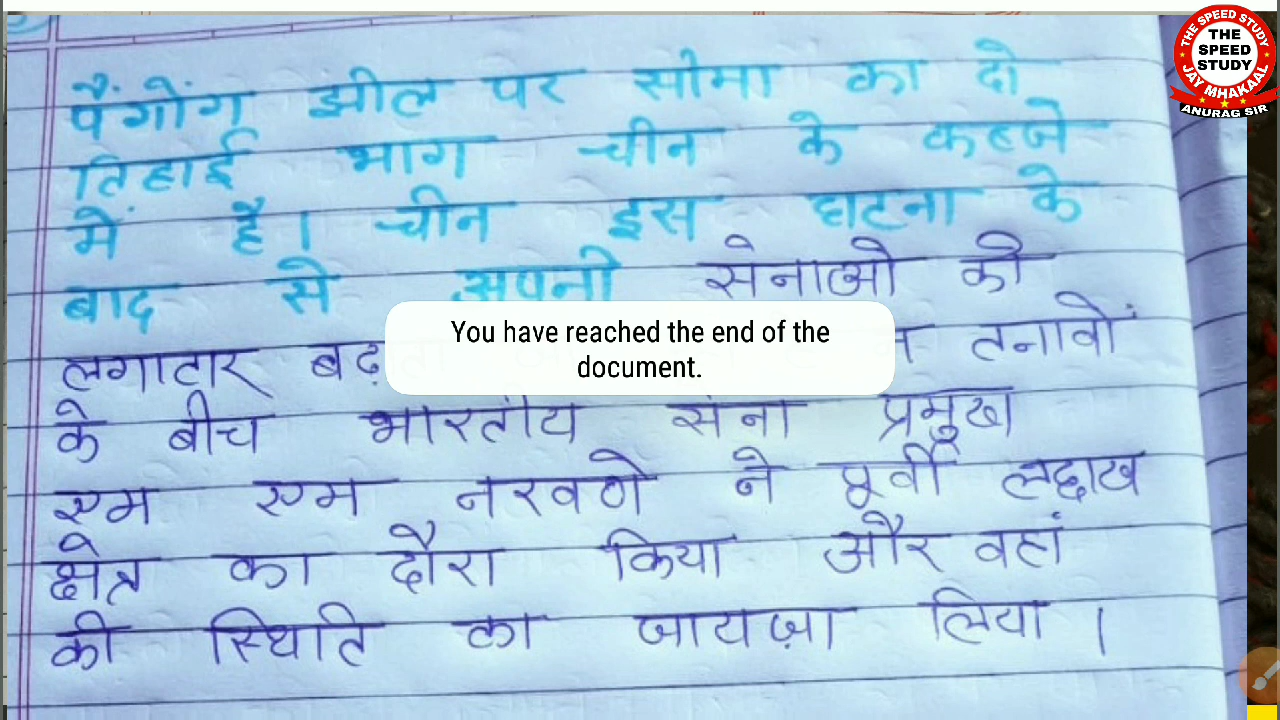 पैंगोंग झील पर सीमा का दो
तिहाई भाग चीन के कब्जे
में है। चीन इस घटना के
बाद से अपनी सेनाओ को
लगाटार तनावों
के बीच भारतीय सेना प्रमुख
एम एम नरवणे ने पूर्वी लद्दाख
क्षेत्र का दौरा किया और वहां
की स्थिति का जायज़ा लिया ।
You have reached the end of the
document.
THE SPEED STUDY
THE
SPEED
STUDY
JAY MHAKAAL
ANURAG SIR